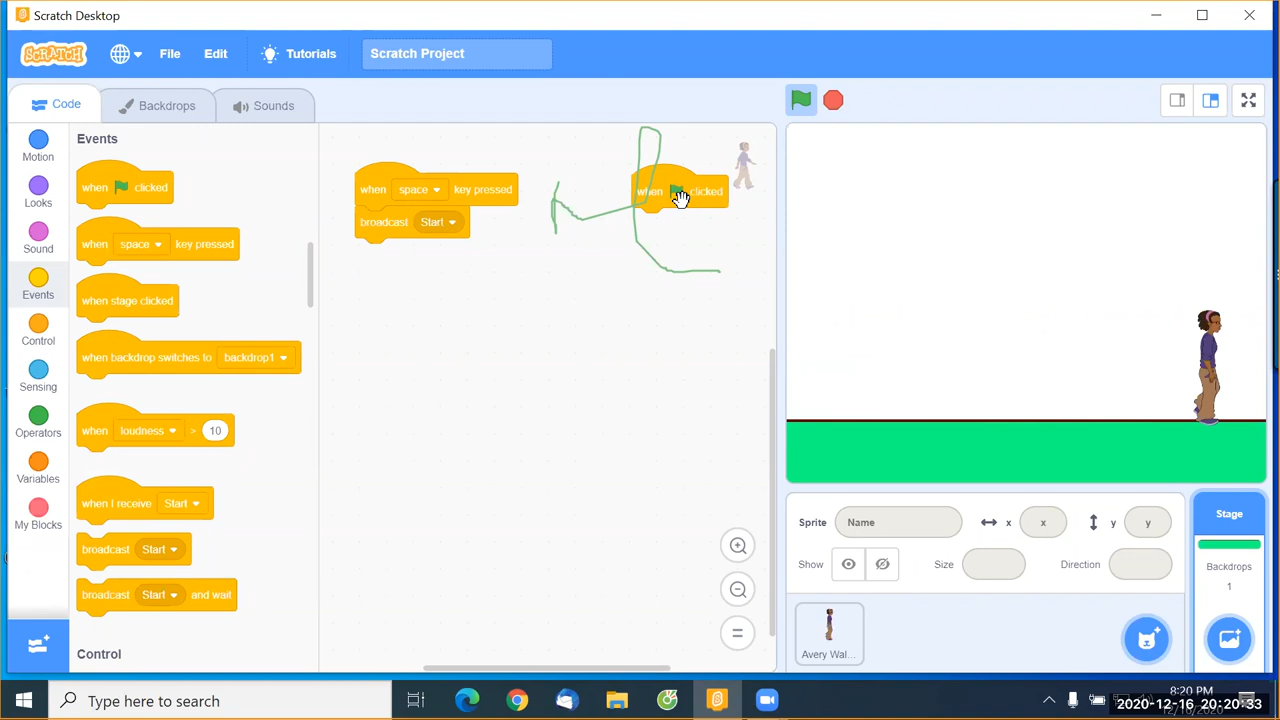 Scratch Desktop
SCRATCH
File
Edit
Tutorials
Scratch Project
Code
Backdrops
Sounds
Motion
Looks
Sound
Events
Control
Sensing
Operators
Variables
My Blocks
Events
when clicked
when space key pressed
when stage clicked
when backdrop switches to backdrop1
when loudness > 10
when I receive Start
broadcast Start
broadcast Start and wait
Control
when space key pressed
broadcast Start
when clicked
Sprite
Name
x
x
y
y
Show
Size
Direction
Avery Wal...
Stage
Backdrops
1
Type here to search
8:20 PM
2020-12-16 20:20:33